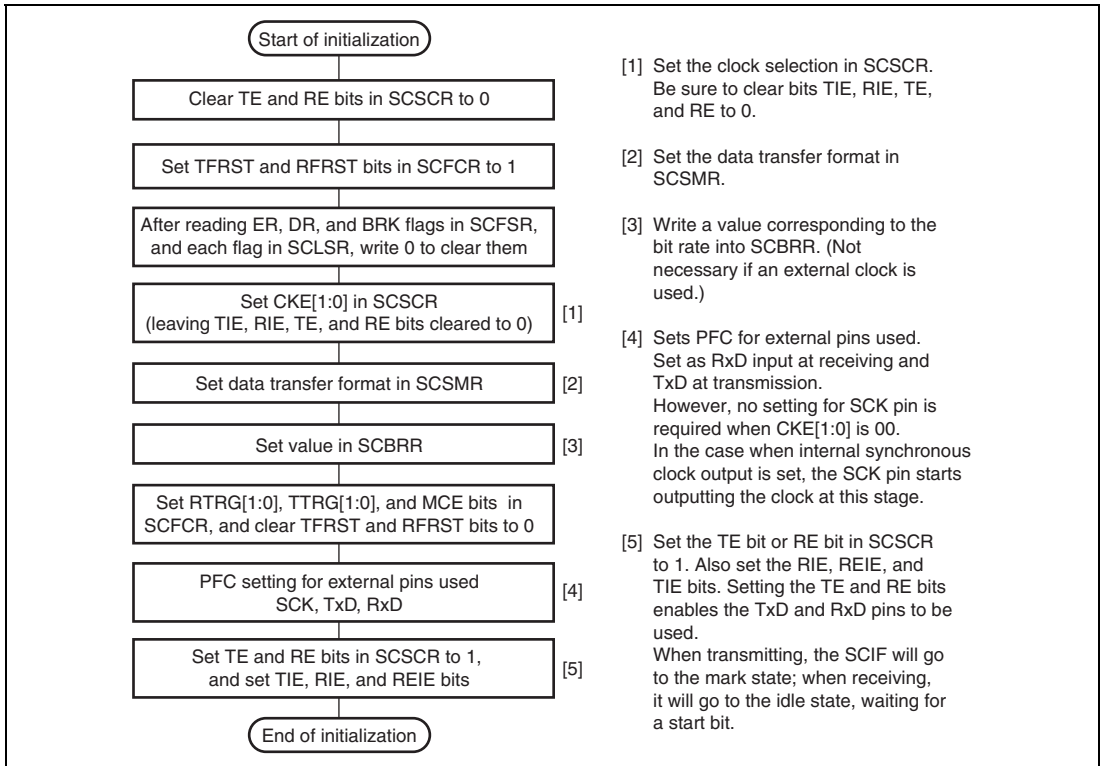 Start of initialization
Clear TE and RE bits in SCSCR to 0
Set TFRST and RFRST bits in SCFCR to 1
After reading ER, DR, and BRK flags in SCFSR,
and each flag in SCLSR, write 0 to clear them
Set CKE[1:0] in SCSCR
(leaving TIE, RIE, TE, and RE bits cleared to 0)
[1]
Set data transfer format in SCSMR
[2]
Set value in SCBRR
[3]
Set RTRG[1:0], TTRG[1:0], and MCE bits in
SCFCR, and clear TFRST and RFRST bits to 0
PFC setting for external pins used
SCK, TxD, RxD
[4]
Set TE and RE bits in SCSCR to 1,
and set TIE, RIE, and REIE bits
[5]
End of initialization
[1] Set the clock selection in SCSCR.
Be sure to clear bits TIE, RIE, TE,
and RE to 0.
[2] Set the data transfer format in
SCSMR.
[3] Write a value corresponding to the
bit rate into SCBRR. (Not
necessary if an external clock is
used.)
[4] Sets PFC for external pins used.
Set as RxD input at receiving and
TxD at transmission.
However, no setting for SCK pin is
required when CKE[1:0] is 00.
In the case when internal synchronous
clock output is set, the SCK pin starts
outputting the clock at this stage.
[5] Set the TE bit or RE bit in SCSCR
to 1. Also set the RIE, REIE, and
TIE bits. Setting the TE and RE bits
enables the TxD and RxD pins to be
used.
When transmitting, the SCIF will go
to the mark state; when receiving,
it will go to the idle state, waiting for
a start bit.